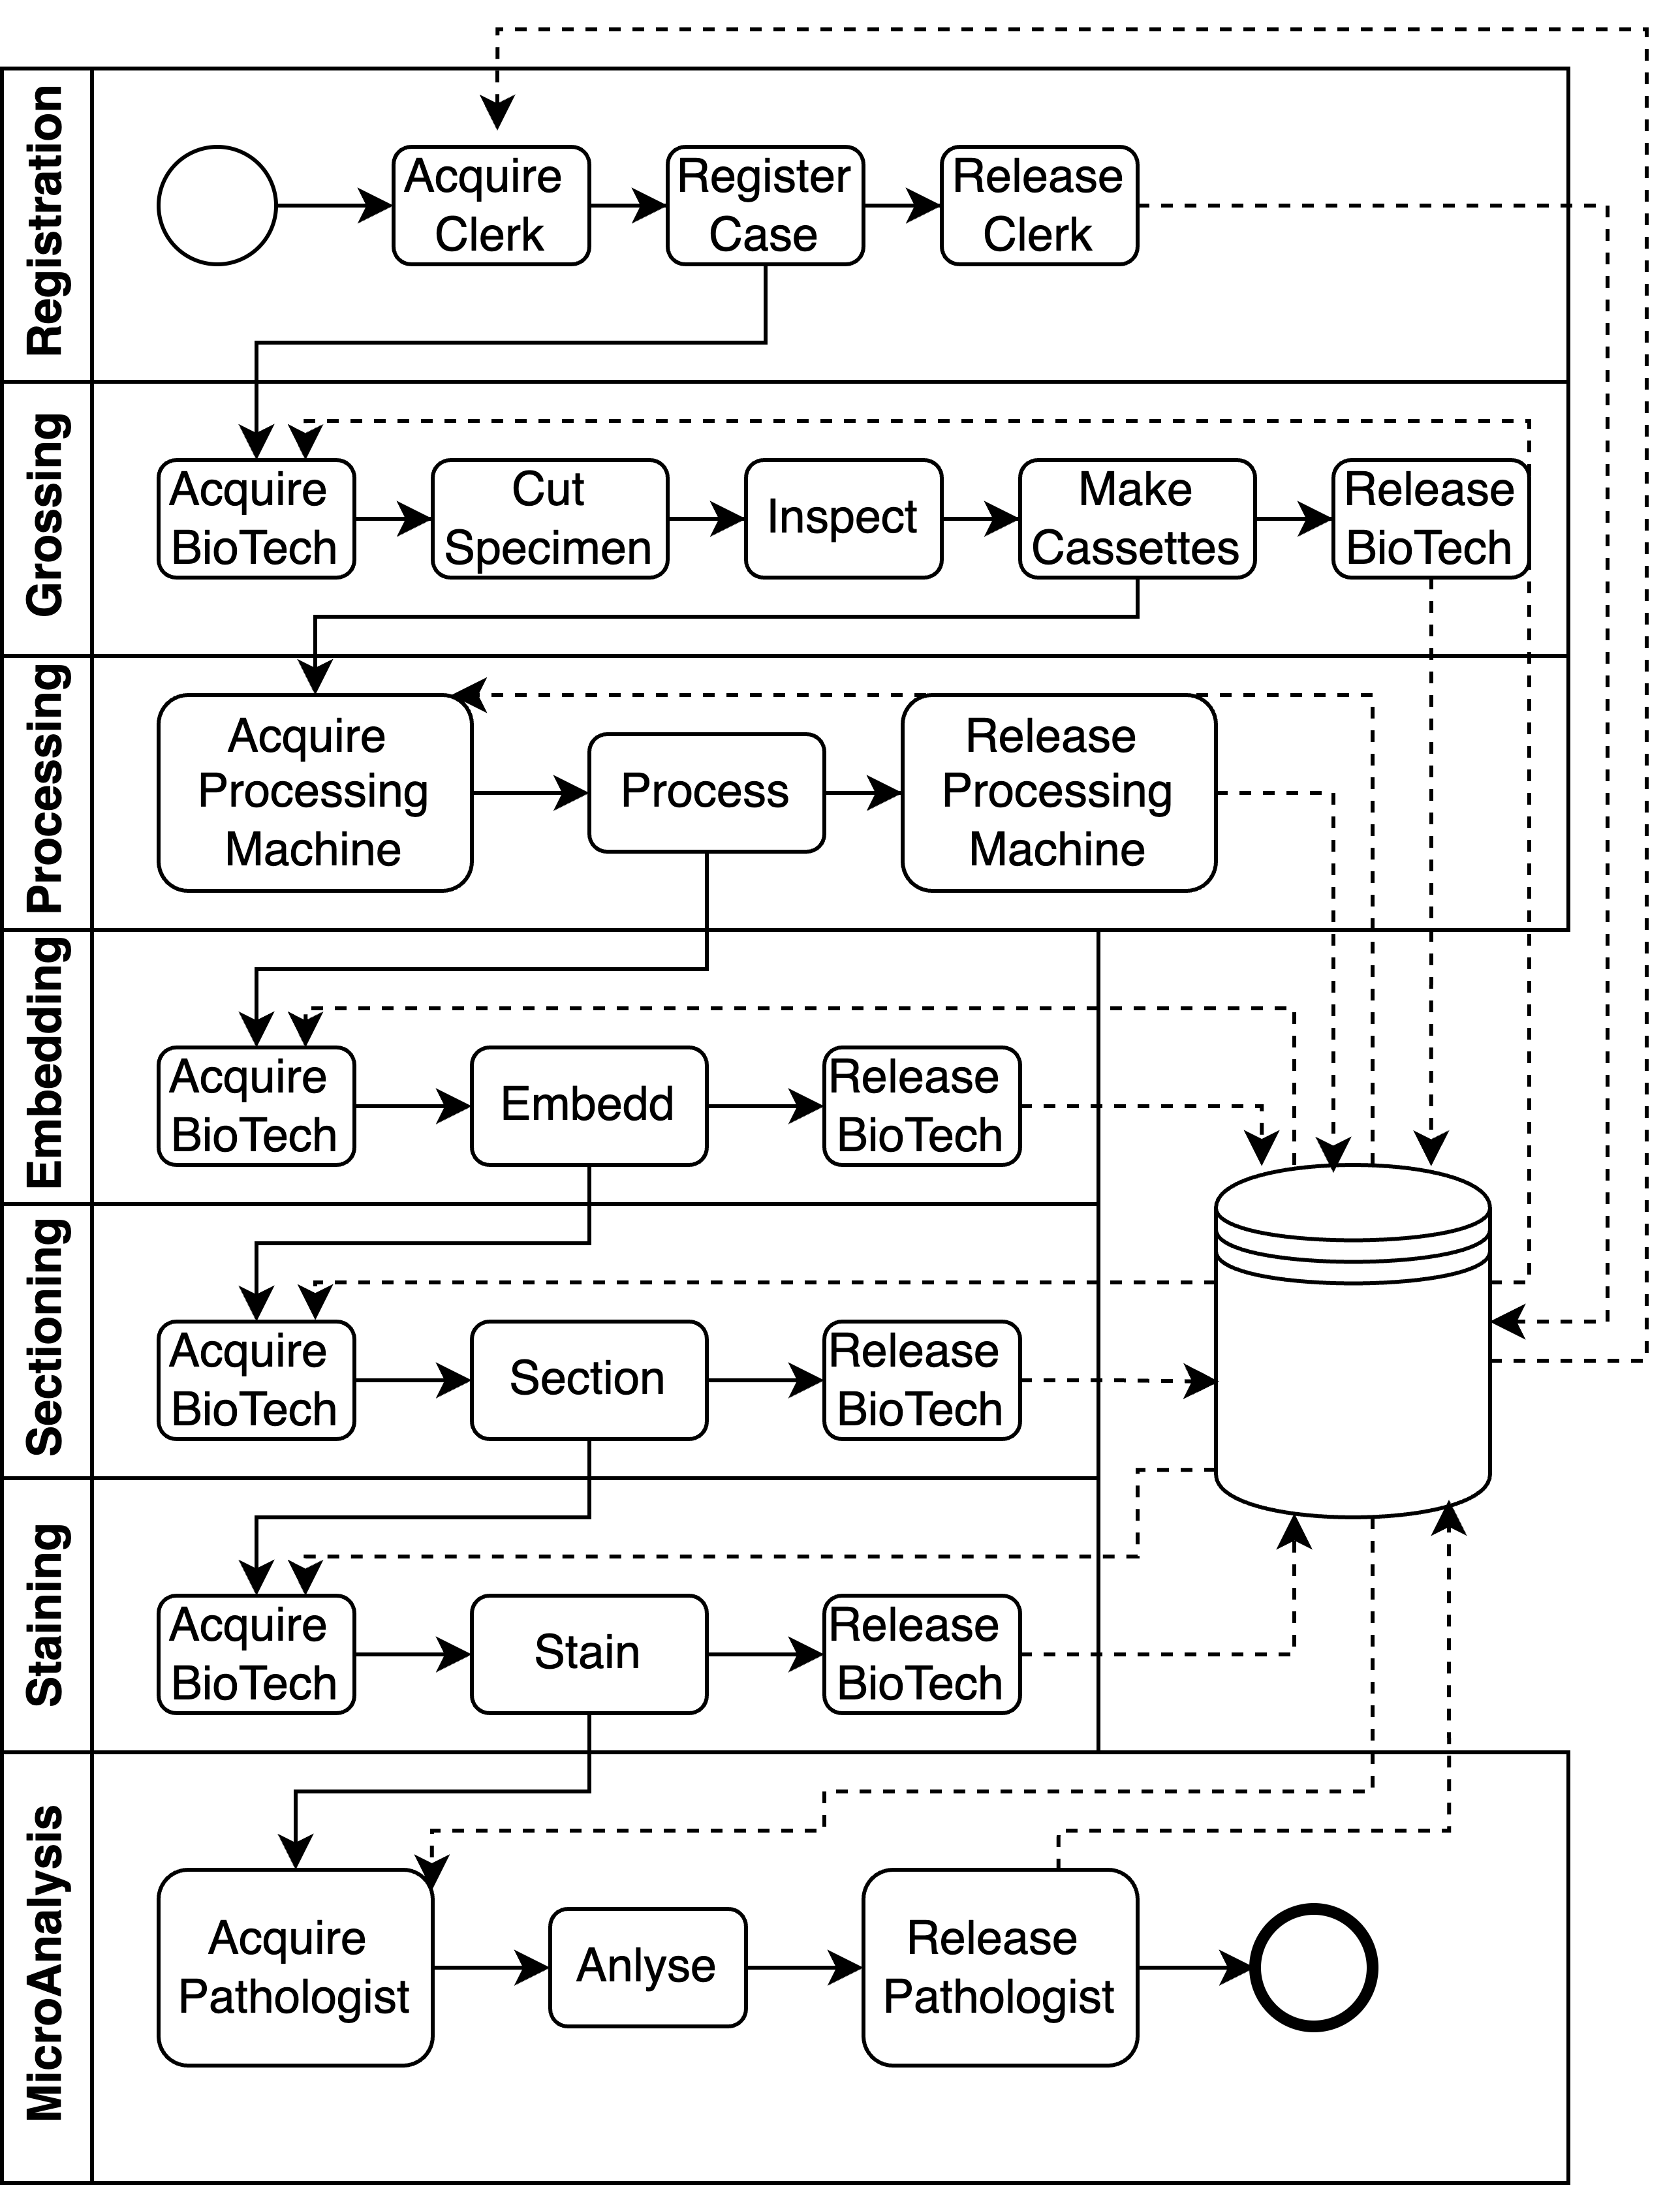 Registration
Acquire
Clerk
Register
Case
Release
Clerk
Grossing
Acquire
BioTech
Cut
Specimen
Inspect
Make
Cassettes
Release
BioTech
Processing
Acquire
Processing
Machine
Process
Release
Processing
Machine
Embedding
Acquire
BioTech
Embedd
Release
BioTech
Sectioning
Acquire
BioTech
Section
Release
BioTech
Staining
Acquire
BioTech
Stain
Release
BioTech
MicroAnalysis
Acquire
Pathologist
Anlyse
Release
Pathologist